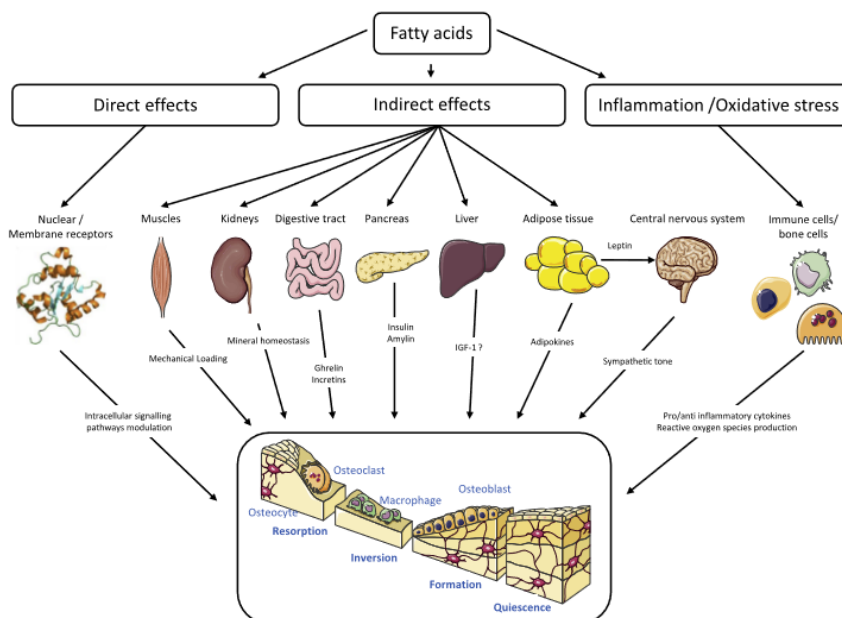 Fatty acids
Direct effects
Indirect effects
Inflammation /Oxidative stress
Nuclear /
Membrane receptors
Muscles
Kidneys
Digestive tract
Pancreas
Liver
Adipose tissue
Central nervous system
Immune cells/
bone cells
Leptin
Mechanical Loading
Mineral homeostasis
Ghrelin
Incretins
Insulin
Amylin
IGF-1 ?
Adipokines
Sympathetic tone
Intracellular signalling
pathways modulation
Pro/anti inflammatory cytokines
Reactive oxygen species production
Osteoclast
Osteocyte
Resorption
Macrophage
Inversion
Osteoblast
Formation
Quiescence